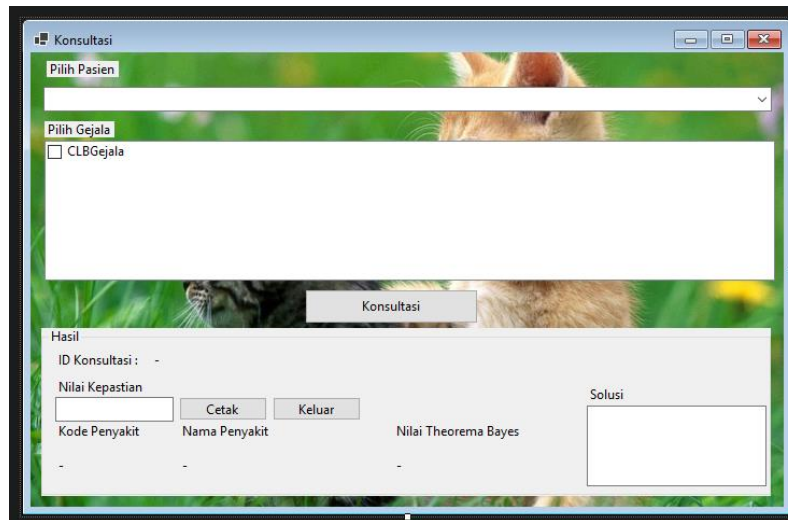 Konsultasi
Pilih Pasien
Pilih Gejala
CLBGejala
Konsultasi
Hasil
ID Konsultasi : -
Nilai Kepastian
Solusi
Cetak Keluar
Kode Penyakit Nama Penyakit Nilai Theorema Bayes
- - -